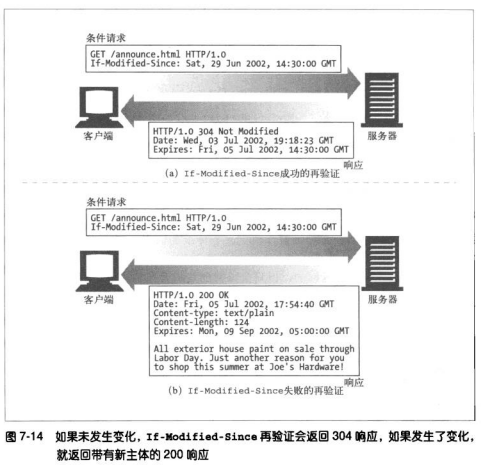 条件请求
GET /announce.html HTTP/1.0
If-Modified-Since: Sat, 29 Jun 2002, 14:30:00 GMT
客户端
服务器
HTTP/1.0 304 Not Modified
Date: Wed, 03 Jul 2002, 19:18:23 GMT
Expires: Fri, 05 Jul 2002, 14:30:00 GMT
响应
(a) If-Modified-Since成功的再验证
条件请求
GET /announce.html HTTP/1.0
If-Modified-Since: Sat, 29 Jun 2002, 14:30:00 GMT
客户端
服务器
HTTP/1.0 200 OK
Date: Fri, 05 Jul 2002, 17:54:40 GMT
Content-type: text/plain
Content-length: 124
Expires: Mon, 09 Sep 2002, 05:00:00 GMT
All exterior house paint on sale through
Labor Day. Just another reason for you
to shop this summer at Joe's Hardware!
响应
(b) If-Modified-Since失败的再验证
图 7-14 如果未发生变化，If-Modified-Since 再验证会返回 304 响应，如果发生了变化，
就返回带有新主体的 200 响应